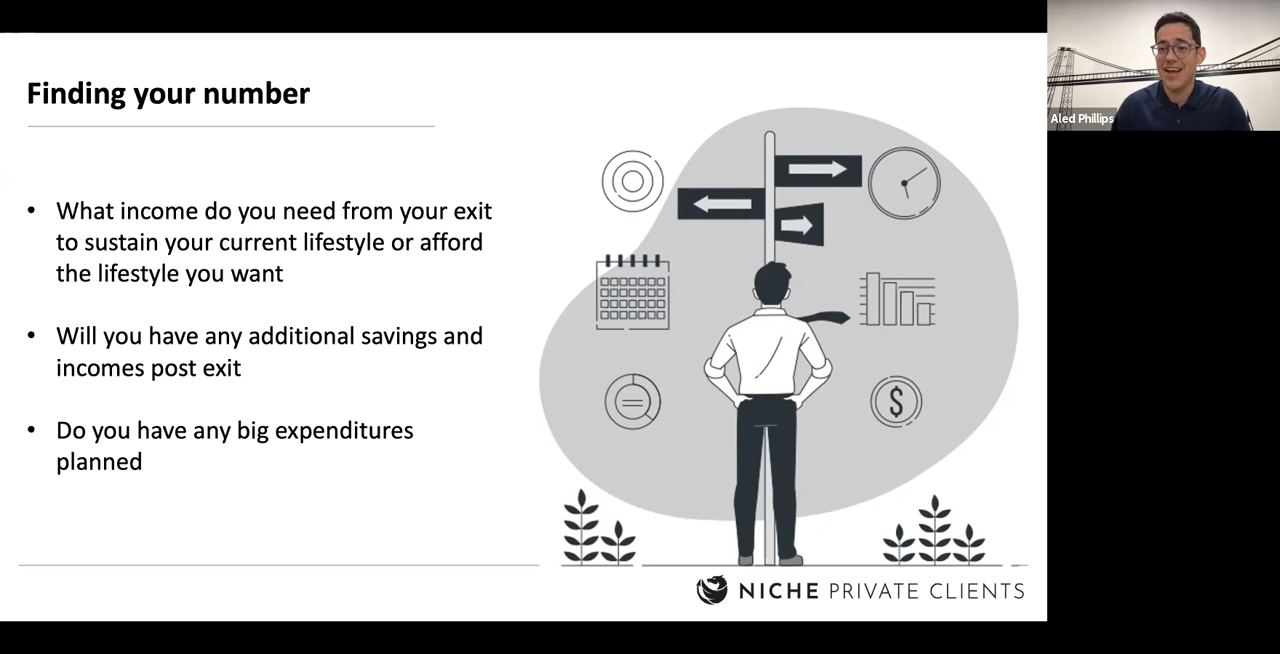 Finding your number
• What income do you need from your exit
to sustain your current lifestyle or afford
the lifestyle you want
• Will you have any additional savings and
incomes post exit
• Do you have any big expenditures
planned
$
NICHE PRIVATE CLIENTS
Aled Phillips